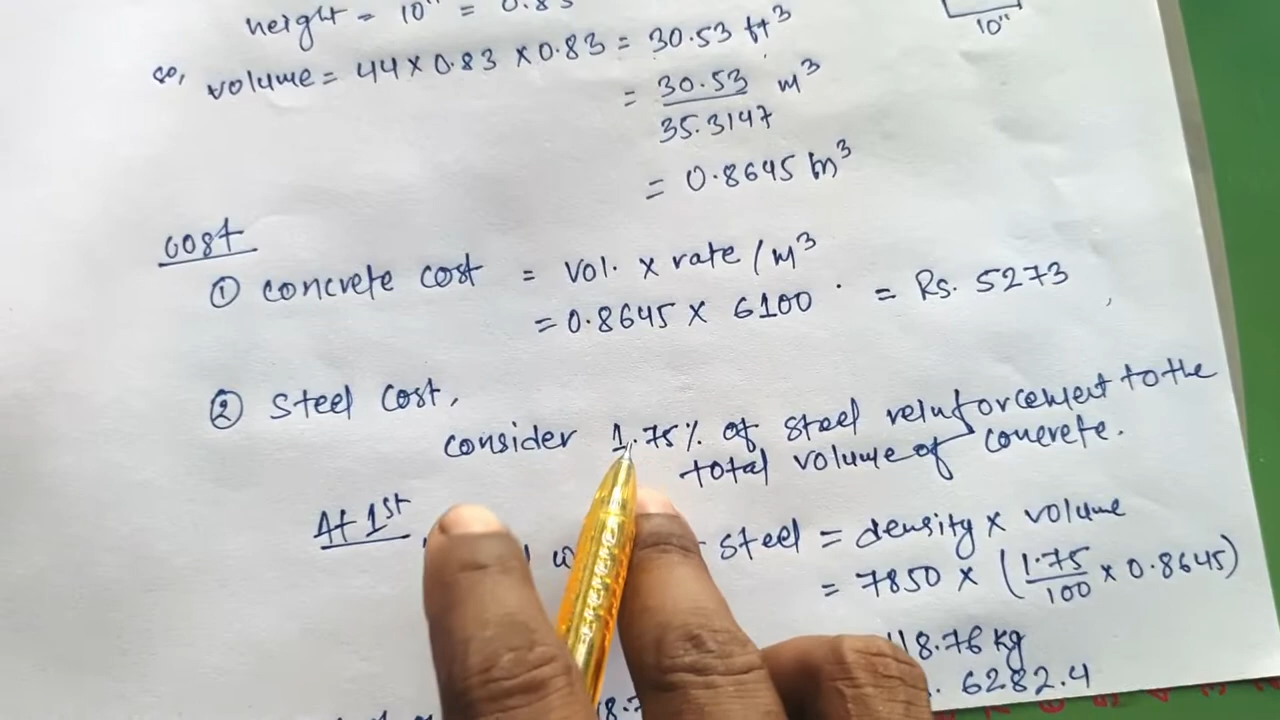 height = 10" = 0.83
10"
so, volume = 44 × 0.83 × 0.83 = 30.53 ft³
= 30.53 / 35.3147 m³
= 0.8645 m³
cost
① concrete cost = vol. × rate / m³
= 0.8645 × 6100 = Rs. 5273
② steel cost,
consider 1.75% of steel reinforcement to the
total volume of concrete.
At 1st,
steel = density × volume
= 7850 × (1.75/100 × 0.8645)
18.76 kg
6282.4